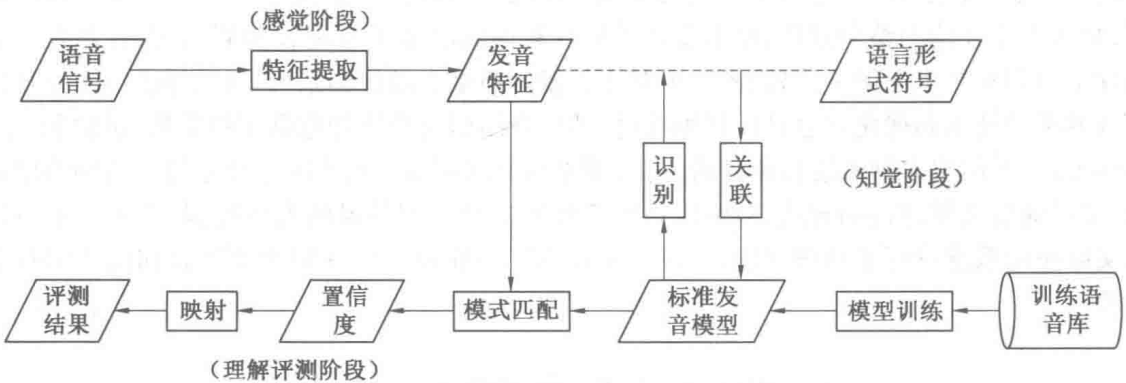 （感觉阶段）
语音
信号
特征提取
发音
特征
语言形
式符号
识
别
关
联
（知觉阶段）
评测
结果
映射
置信
度
模式匹配
标准发
音模型
模型训练
训练语
音库
（理解评测阶段）